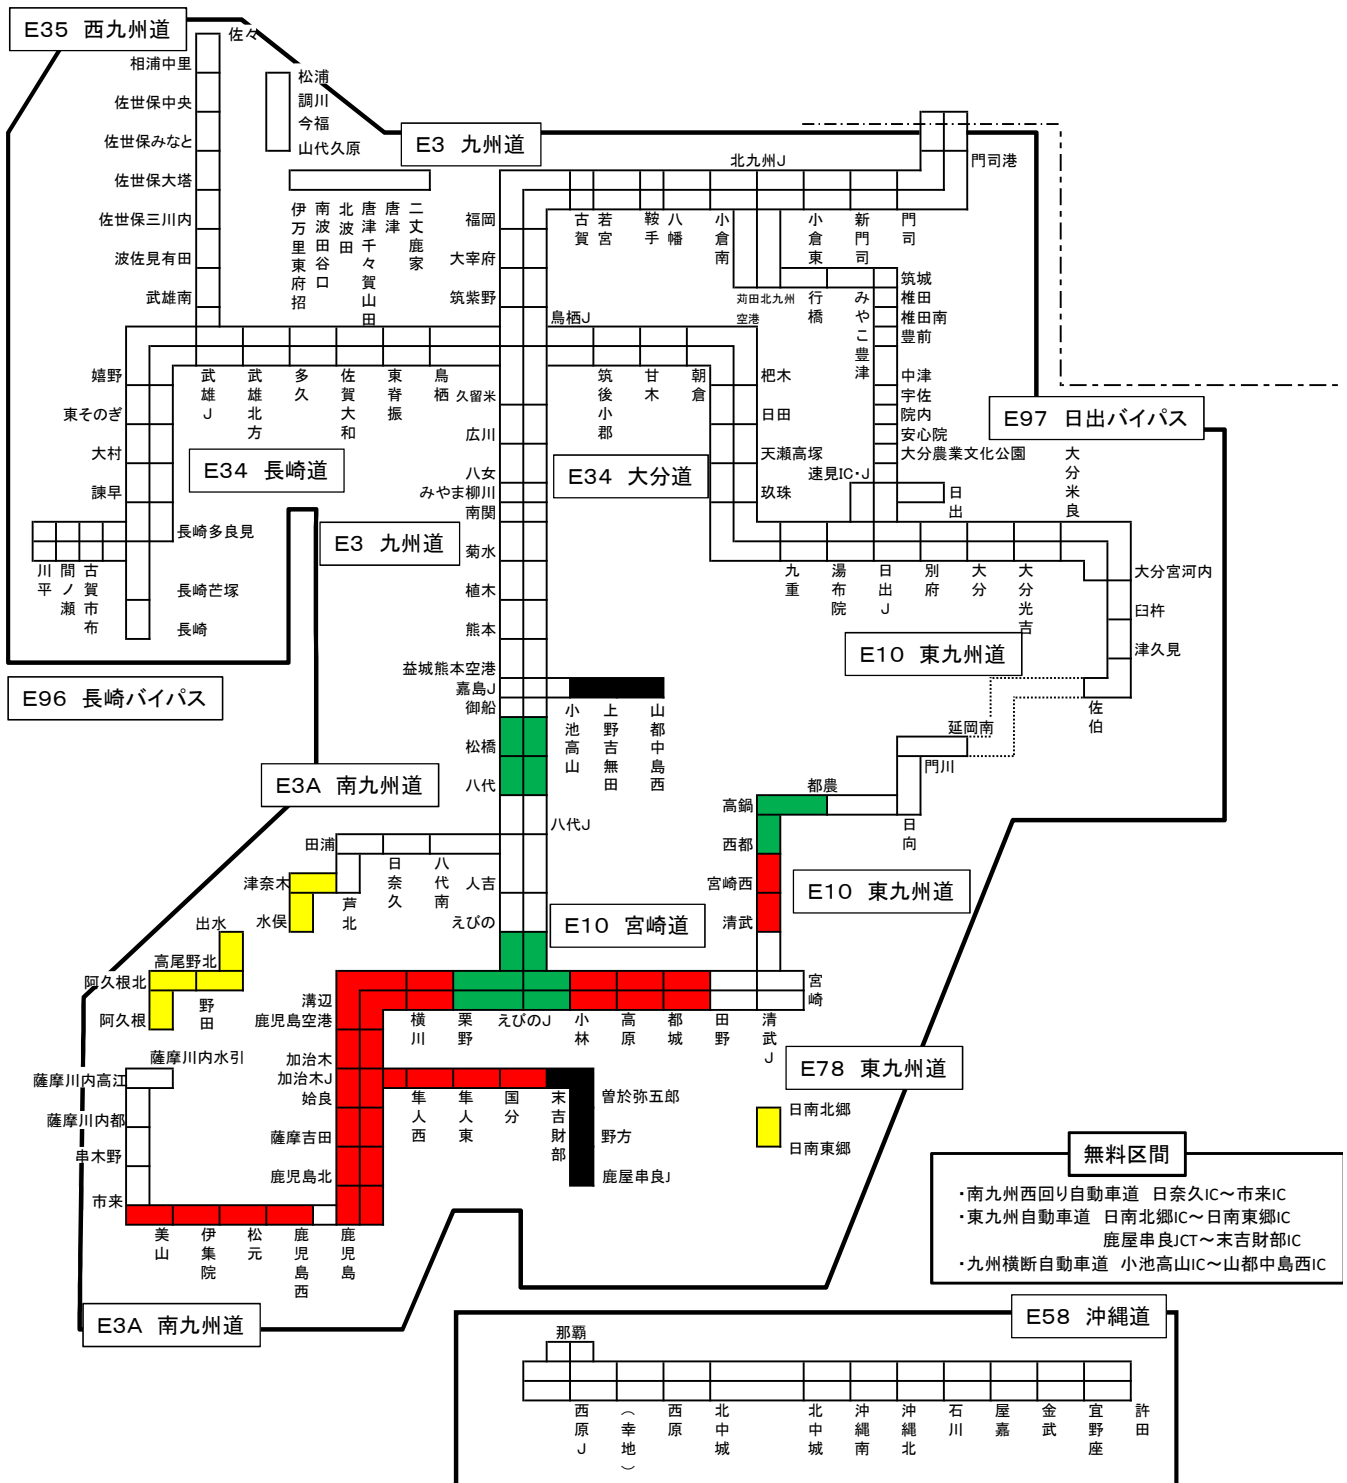 E35 西九州道
佐々
相浦中里
佐世保中央
佐世保みなと
佐世保大塔
佐世保三川内
波佐見有田
武雄南
松浦
調川
今福
山代久原
E3 九州道
伊万里東府招
南波田谷口
北波田
唐津千々賀山田
唐津
二丈鹿家
北九州J
門司港
福岡
大宰府
筑紫野
鳥栖J
古賀
若宮
鞍手
八幡
小倉南
小倉東
新門司
門司
苅田北九州
空港
行橋
みやこ豊津
筑城
椎田
椎田南
豊前
中津
宇佐
院内
安心院
大分農業文化公園
速見IC・J
日出
嬉野
東そのぎ
大村
諫早
武雄J
武雄北方
多久
佐賀大和
東脊振
鳥栖
久留米
広川
八女
みやま柳川
南関
菊水
植木
熊本
益城熊本空港
嘉島J
御船
松橋
八代
筑後小郡
甘木
朝倉
杷木
日田
天瀬高塚
玖珠
E97 日出バイパス
大分米良
E34 長崎道
E34 大分道
E3 九州道
長崎多良見
川平
間ノ瀬
古賀市布
長崎芒塚
長崎
九重
湯布院
日出J
別府
大分
大分光吉
大分宮河内
臼杵
津久見
佐伯
E10 東九州道
E96 長崎バイパス
小池高山
上野吉無田
山都中島西
延岡南
門川
日向
都農
高鍋
西都
宮崎西
清武
E3A 南九州道
八代J
田浦
日奈久
八代南
人吉
えびの
津奈木
芦北
水俣
出水
高尾野北
阿久根北
野田
阿久根
E10 宮崎道
E10 東九州道
溝辺
鹿児島空港
横川
栗野
えびのJ
小林
高原
都城
田野
清武J
宮崎
加治木
加治木J
姶良
薩摩吉田
鹿児島北
隼人西
隼人東
国分
末吉財部
曽於弥五郎
野方
鹿屋串良J
E78 東九州道
日南北郷
日南東郷
薩摩川内水引
薩摩川内高江
薩摩川内都
串木野
市来
美山
伊集院
松元
鹿児島西
鹿児島
無料区間
・南九州西回り自動車道 日奈久IC～市来IC
・東九州自動車道 日南北郷IC～日南東郷IC
鹿屋串良JCT～末吉財部IC
・九州横断自動車道 小池高山IC～山都中島西IC
E3A 南九州道
E58 沖縄道
那覇
西原J
（幸地）
西原
北中城
北中城
沖縄南
沖縄北
石川
屋嘉
金武
宜野座
許田